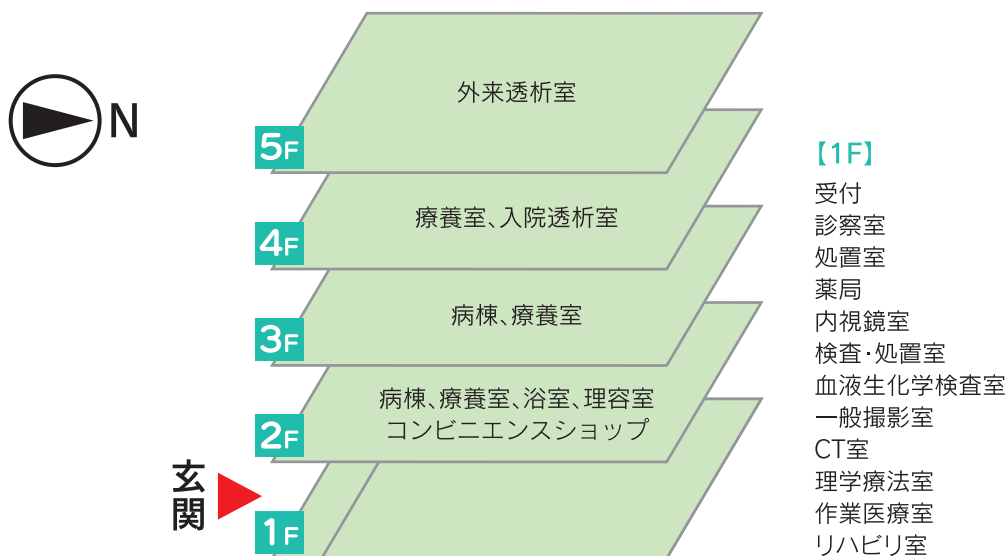 N
外来透析室
5F
療養室、入院透析室
4F
病棟、療養室
3F
病棟、療養室、浴室、理容室
コンビニエンスショップ
2F
玄関
1F
【1F】
受付
診察室
処置室
薬局
内視鏡室
検査・処置室
血液生化学検査室
一般撮影室
CT室
理学療法室
作業医療室
リハビリ室